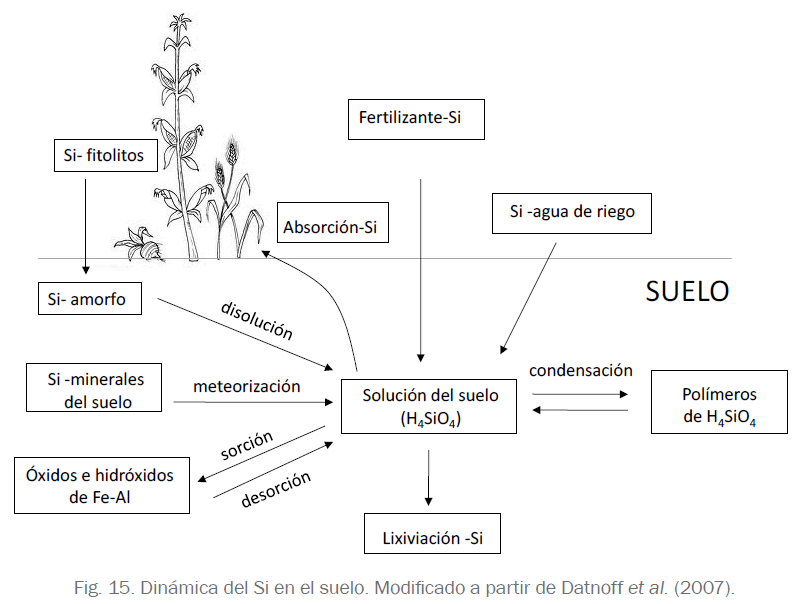 Fertilizante-Si
Si- fitolitos
Absorción-Si
Si -agua de riego
SUELO
Si- amorfo
disolución
Si -minerales
del suelo
meteorización
Solución del suelo
(H₄SiO₄)
condensación
Polímeros
de H₄SiO₄
sorción
desorción
Óxidos e hidróxidos
de Fe-Al
Lixiviación -Si
Fig. 15. Dinámica del Si en el suelo. Modificado a partir de Datnoff et al. (2007).